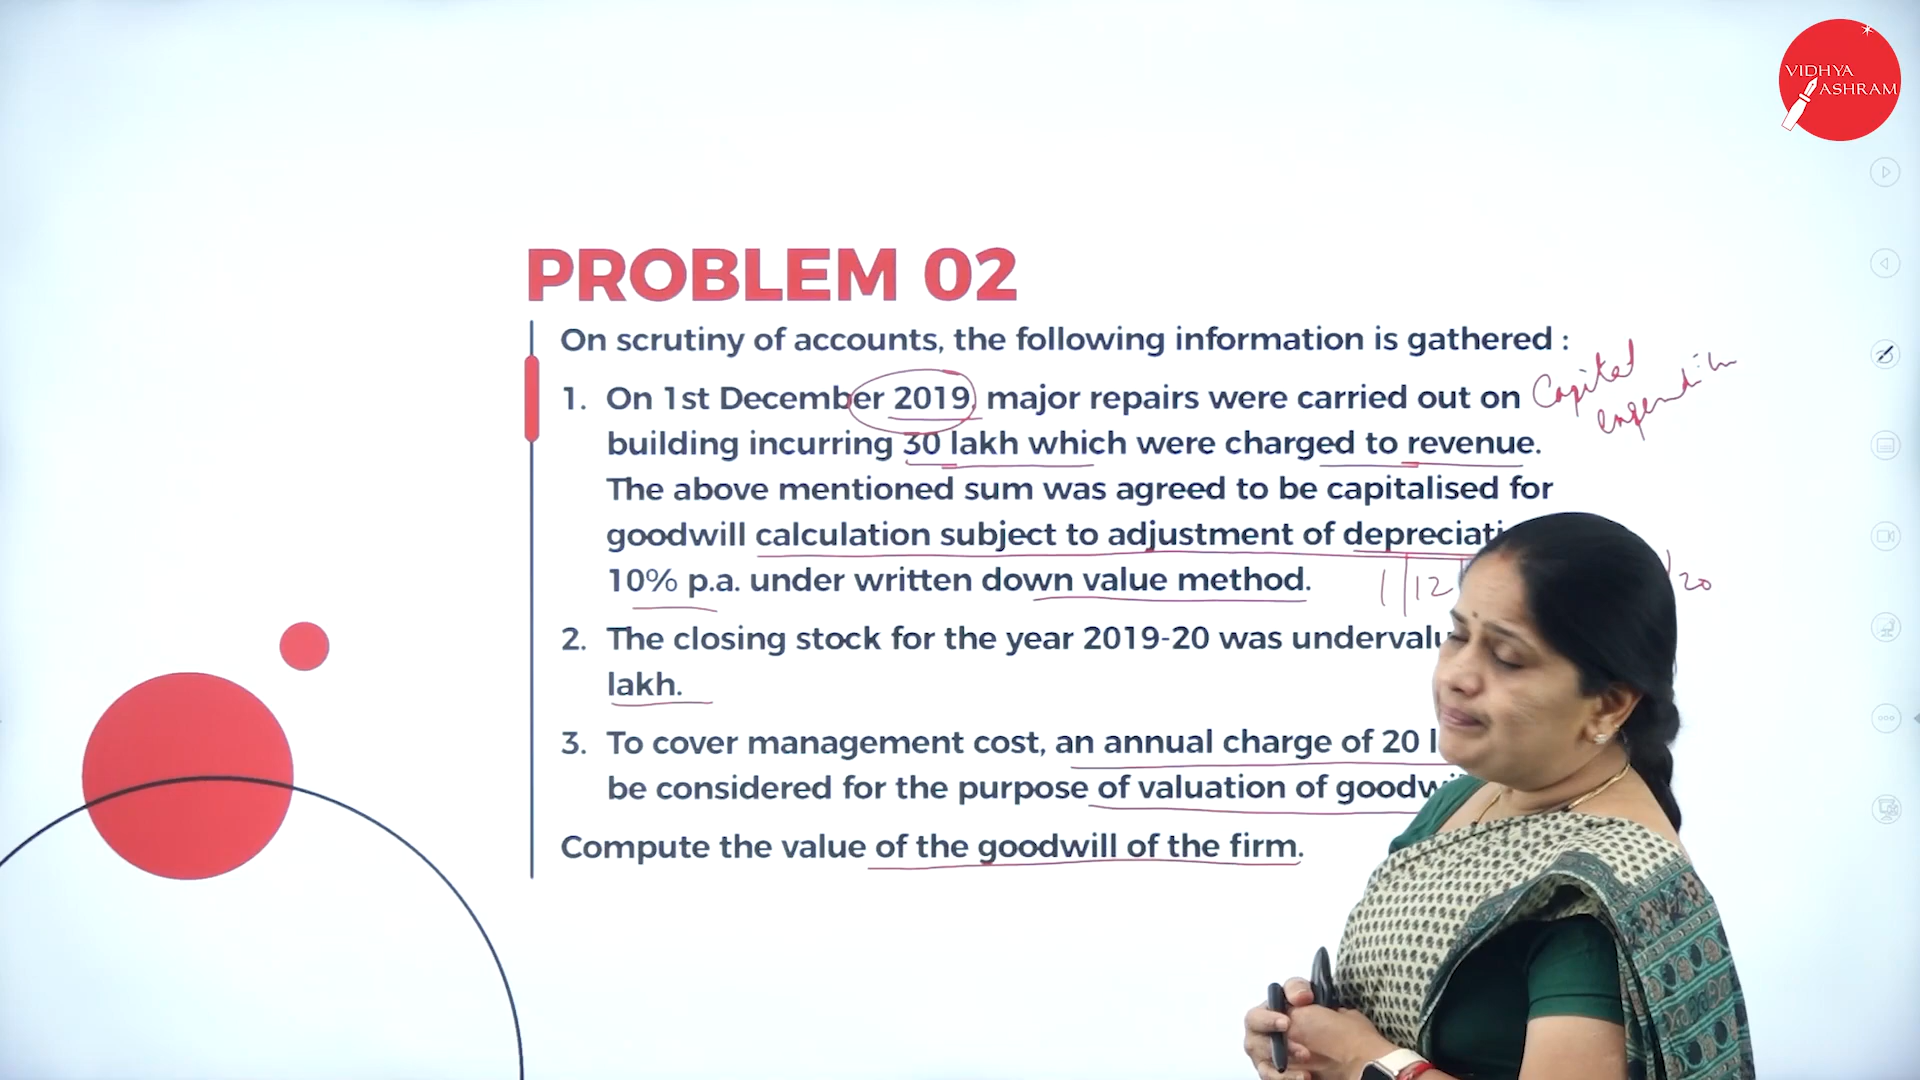 VIDHYA
ASHRAM
PROBLEM 02
On scrutiny of accounts, the following information is gathered :
1. On 1st December 2019, major repairs were carried out on
Capital
expenditure
building incurring 30 lakh which were charged to revenue.
The above mentioned sum was agreed to be capitalised for
goodwill calculation subject to adjustment of
10% p.a. under written down value method.
1/12
20
2. The closing stock for the year 2019-20 was
lakh.
3. To cover management cost, an annual charge of 20
be considered for the purpose of valuation of
Compute the value of the goodwill of the firm.